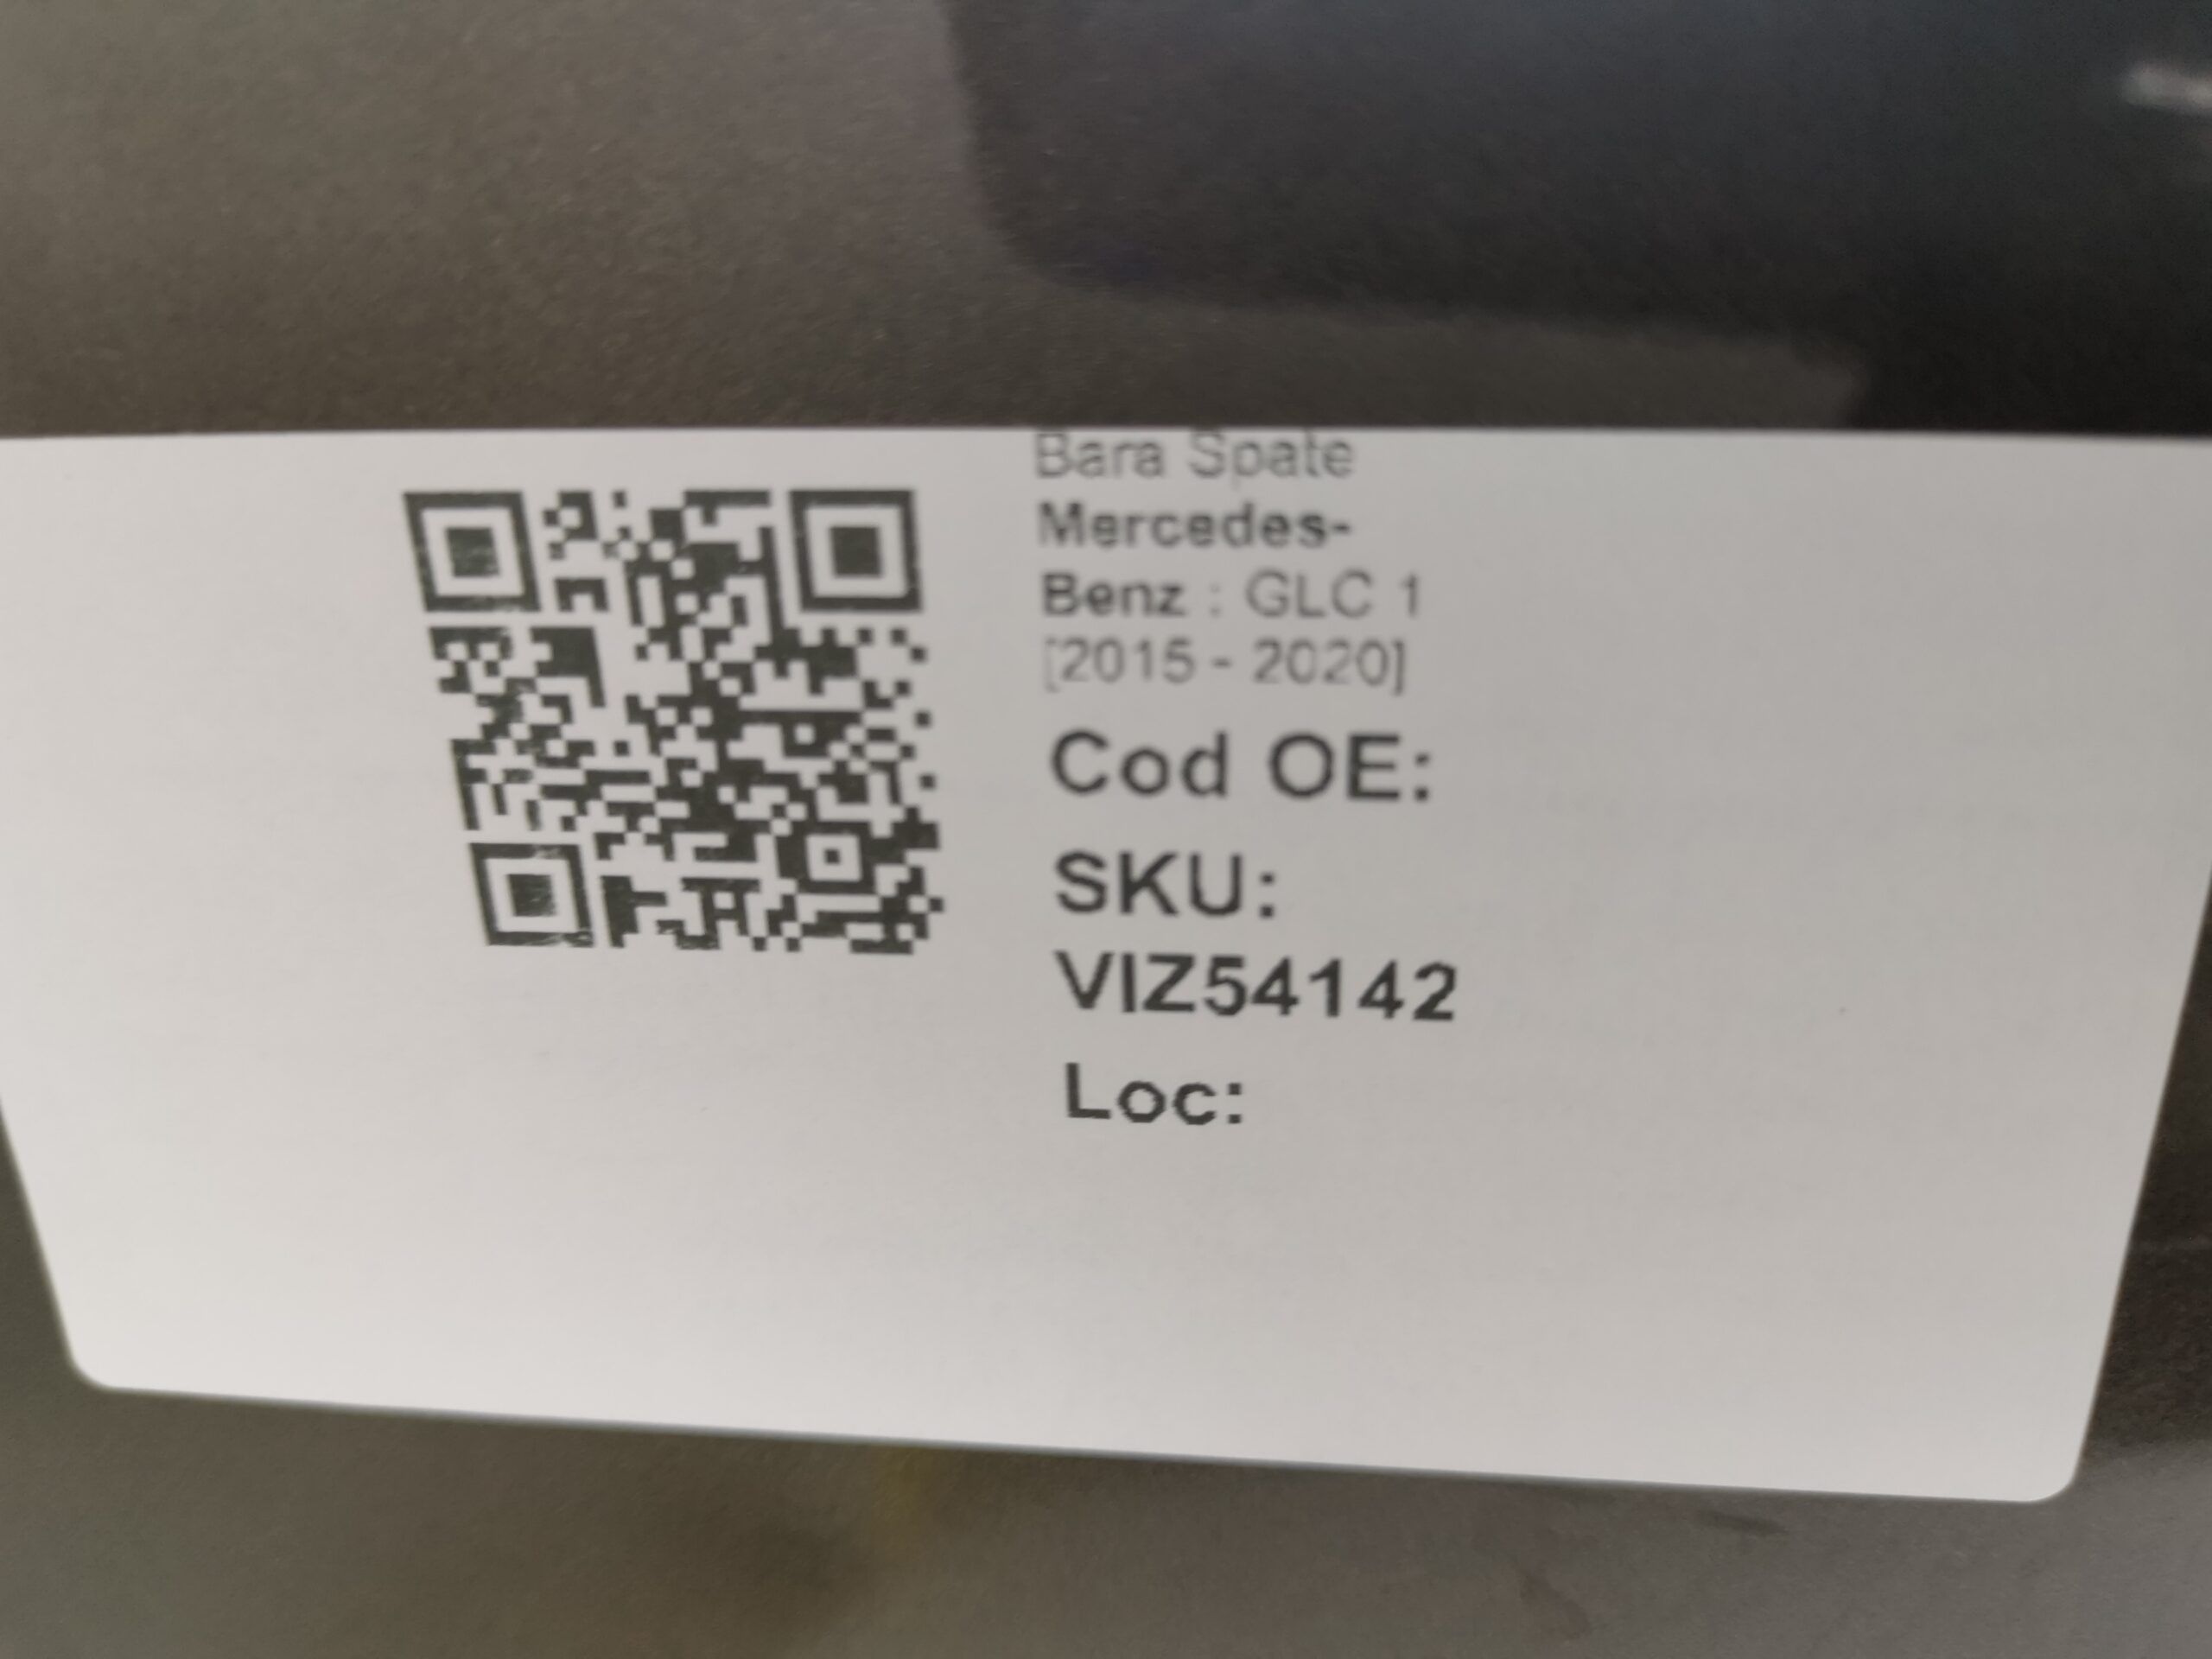 Bara Spate
Mercedes-
Benz : GLC 1
[2015 - 2020]
Cod OE:
SKU:
VIZ54142
Loc: